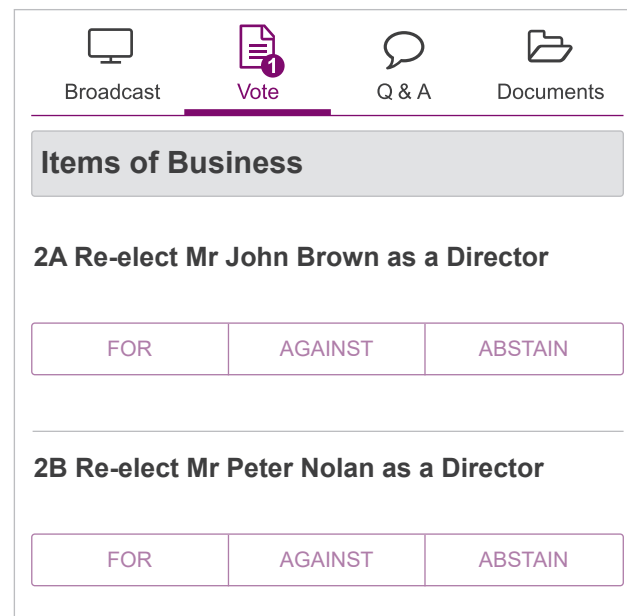 1
Broadcast Vote Q & A Documents
Items of Business
2A Re-elect Mr John Brown as a Director
FOR AGAINST ABSTAIN
2B Re-elect Mr Peter Nolan as a Director
FOR AGAINST ABSTAIN